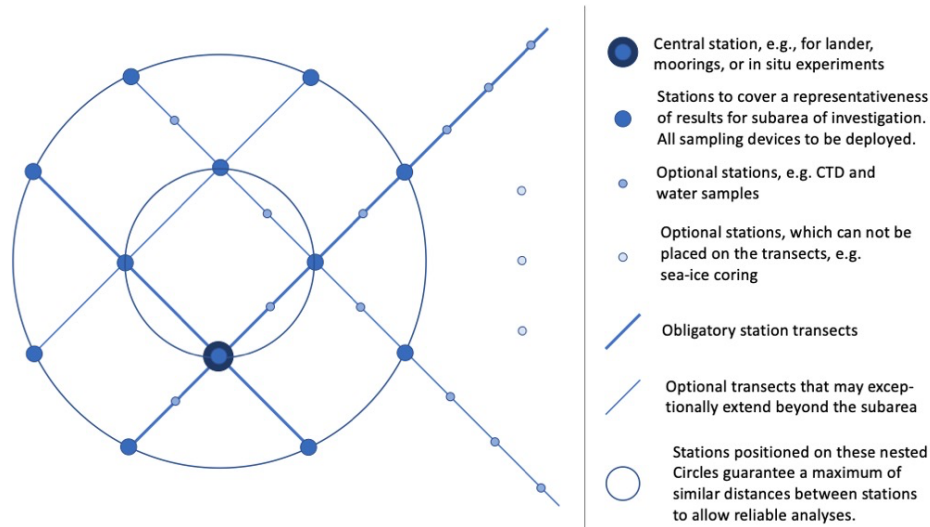 Central station, e.g., for lander,
moorings, or in situ experiments
Stations to cover a representativeness
of results for subarea of investigation.
All sampling devices to be deployed.
Optional stations, e.g. CTD and
water samples
Optional stations, which can not be
placed on the transects, e.g.
sea-ice coring
Obligatory station transects
Optional transects that may excep-
tionally extend beyond the subarea
Stations positioned on these nested
Circles guarantee a maximum of
similar distances between stations
to allow reliable analyses.